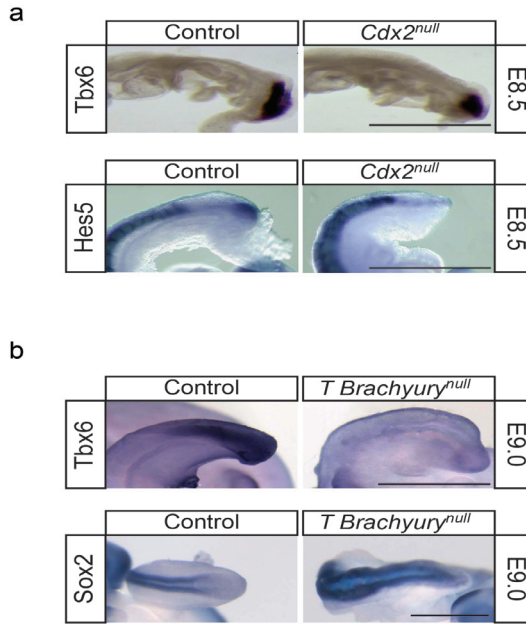 a
Control Cdx2null
Tbx6 E8.5
Control Cdx2null
Hes5 E8.5
b
Control T Brachyurynull
Tbx6 E9.0
Control T Brachyurynull
Sox2 E9.0